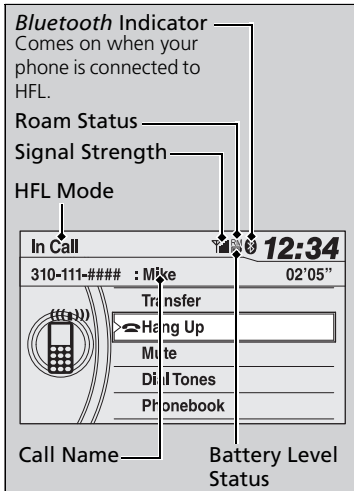 Bluetooth Indicator
Comes on when your
phone is connected to
HFL.
Roam Status
Signal Strength
HFL Mode
In Call
RM
12:34
310-111-####
: Mike
02'05"
Transfer
Hang Up
Mute
Dial Tones
Phonebook
Call Name
Battery Level
Status